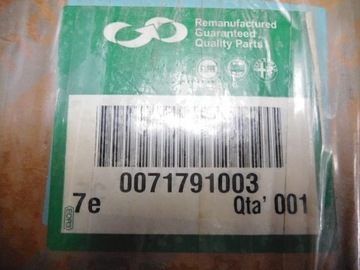 Remanufactured
Guaranteed
Quality Parts
0071791003
7e
Qta' 001